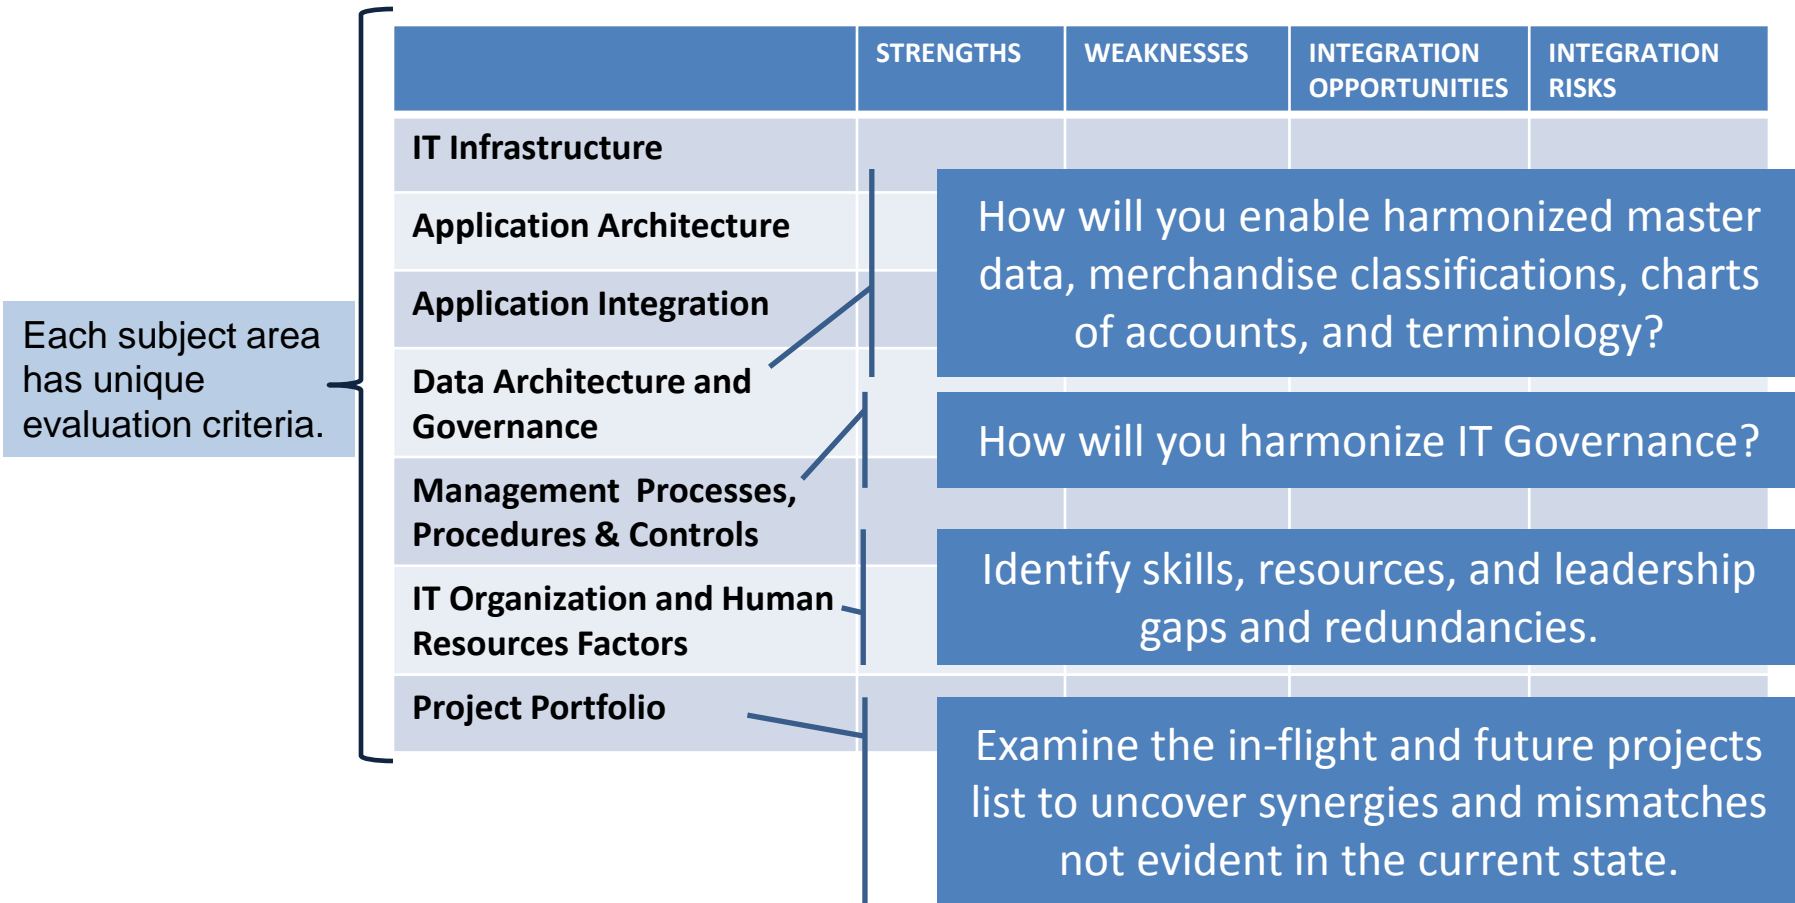 STRENGTHS
WEAKNESSES
INTEGRATION
OPPORTUNITIES
INTEGRATION
RISKS
IT Infrastructure
Application Architecture
Application Integration
Data Architecture and
Governance
Management  Processes,
Procedures & Controls
IT Organization and Human
Resources Factors
Project Portfolio
Each subject area
has unique
evaluation criteria.
How will you enable harmonized master
data, merchandise classifications, charts
of accounts, and terminology?
How will you harmonize IT Governance?
Identify skills, resources, and leadership
gaps and redundancies.
Examine the in-flight and future projects
list to uncover synergies and mismatches
not evident in the current state.